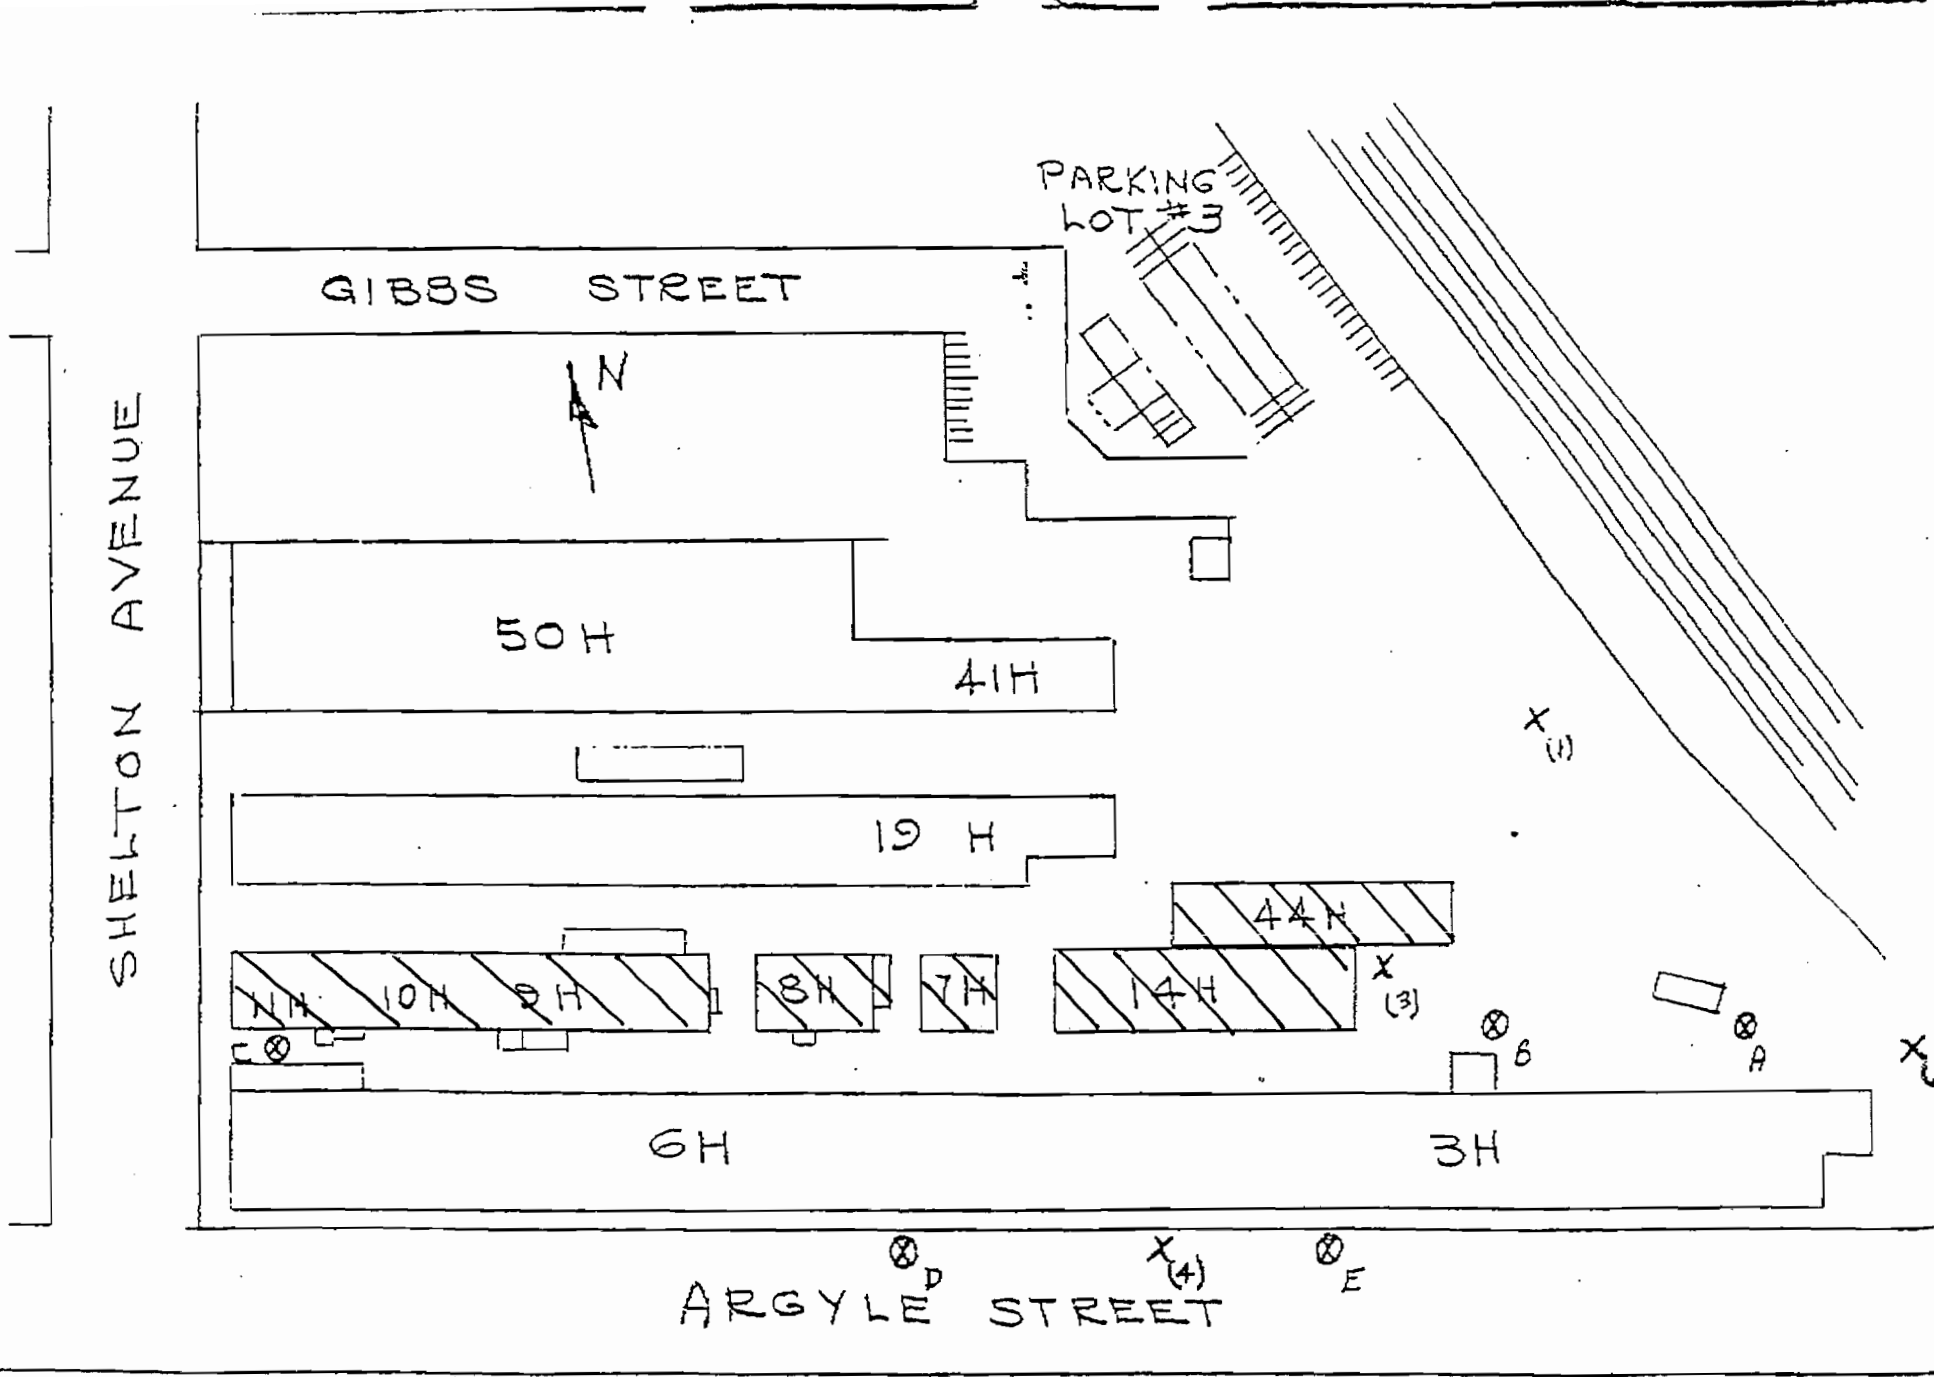 PARKING
LOT #3
GIBBS STREET
N
SHELTON AVENUE
50H
41H
X
(1)
19 H
44H
11H 10H 9H 8H 7H 14H
X
(3)
B
A
X
C
6H
3H
D
X
(4)
E
ARGYLE STREET